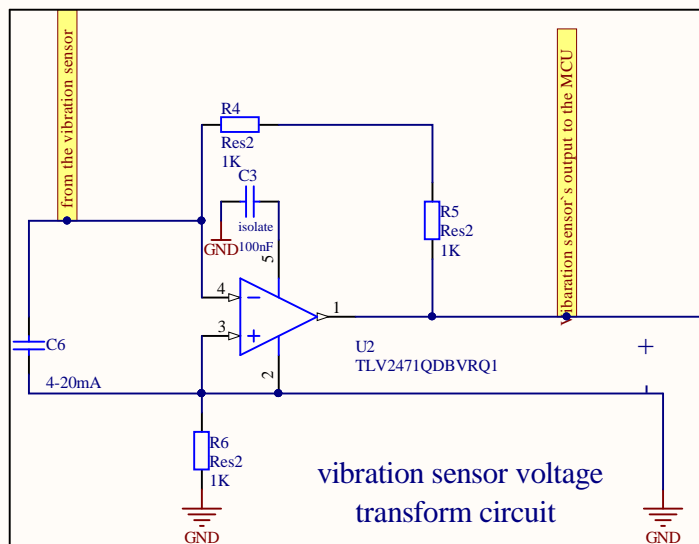 from the vibration sensor
Vibaration sensor`s output to the MCU
R4
Res2
1K
C3
isolate
100nF
GND
R5
Res2
1K
5
4
3
1
2
U2
TLV2471QDBVRQ1
C6
4-20mA
R6
Res2
1K
GND
vibration sensor voltage
transform circuit
GND